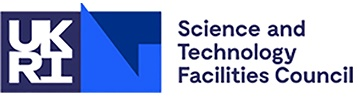 UK
RI
Science and
Technology
Facilities Council